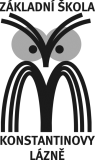 ZÁKLADNÍ ŠKOLA
KONSTANTINOVY
LÁZNĚ